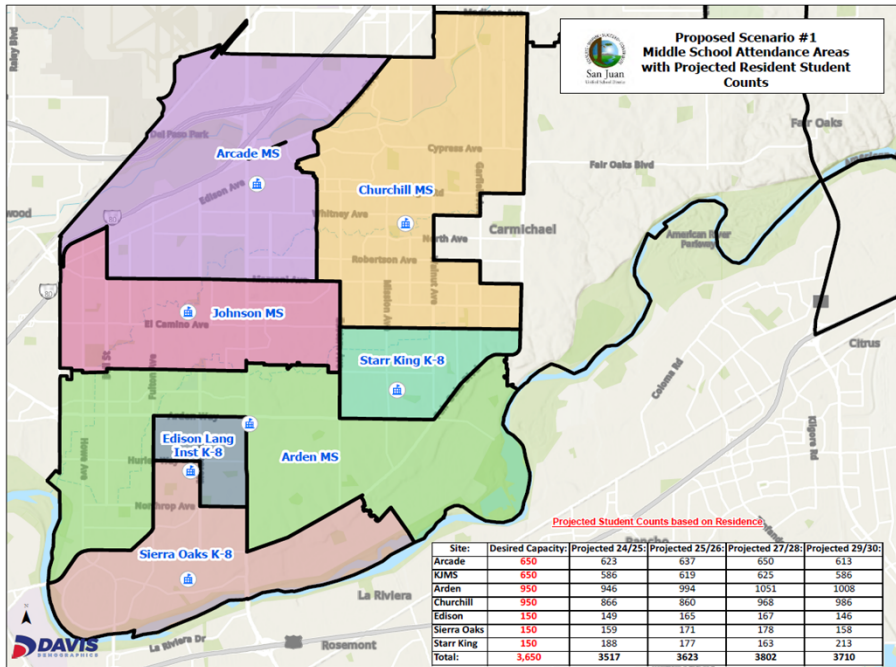 Proposed Scenario #1
Middle School Attendance Areas
with Projected Resident Student
Counts
San Juan
Raley Blvd
Madison Ave
Fair Oaks
Del Paso Park
Arcade MS
Cypress Ave
Fair Oaks Blvd
Edison Ave
Churchill MS
Garfield
Whitney Ave
North Ave
Carmichael
American River
Parkway
Robertson Ave
Walnut Ave
Mission Ave
Johnson MS
El Camino Ave
Fulton Ave
Starr King K-8
Citrus
Coloma Rd
Kilgore Rd
Arden Way
Edison Lang
Inst K-8
Howe Ave
Arden MS
Northrop Ave
Sierra Oaks K-8
La Riviera
La Riviera Dr
Rosemont
DAVIS
DEMOGRAPHICS
Projected Student Counts based on Residence
Site: Desired Capacity: Projected 24/25: Projected 25/26: Projected 27/28: Projected 29/30:
Arcade 650 623 637 650 613
KJMS 650 586 619 625 586
Arden 950 946 994 1051 1008
Churchill 950 866 860 968 986
Edison 150 149 165 167 146
Sierra Oaks 150 159 171 178 158
Starr King 150 188 177 163 213
Total: 3,650 3517 3623 3802 3710